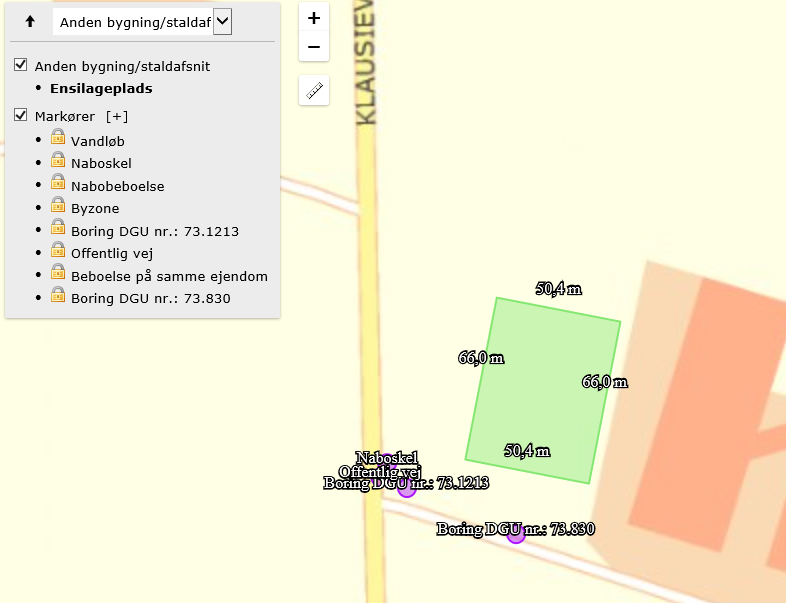 Anden bygning/staldaf
Anden bygning/staldafsnit
Ensilageplads
Markører [+]
Vandløb
Naboskel
Nabobeboelse
Byzone
Boring DGU nr.: 73.1213
Offentlig vej
Beboelse på samme ejendom
Boring DGU nr.: 73.830
+
−
KLAUSIEV
50,4 m
66,0 m
66,0 m
50,4 m
Naboskel
Offentlig vej
Boring DGU nr.: 73.1213
Boring DGU nr.: 73.830